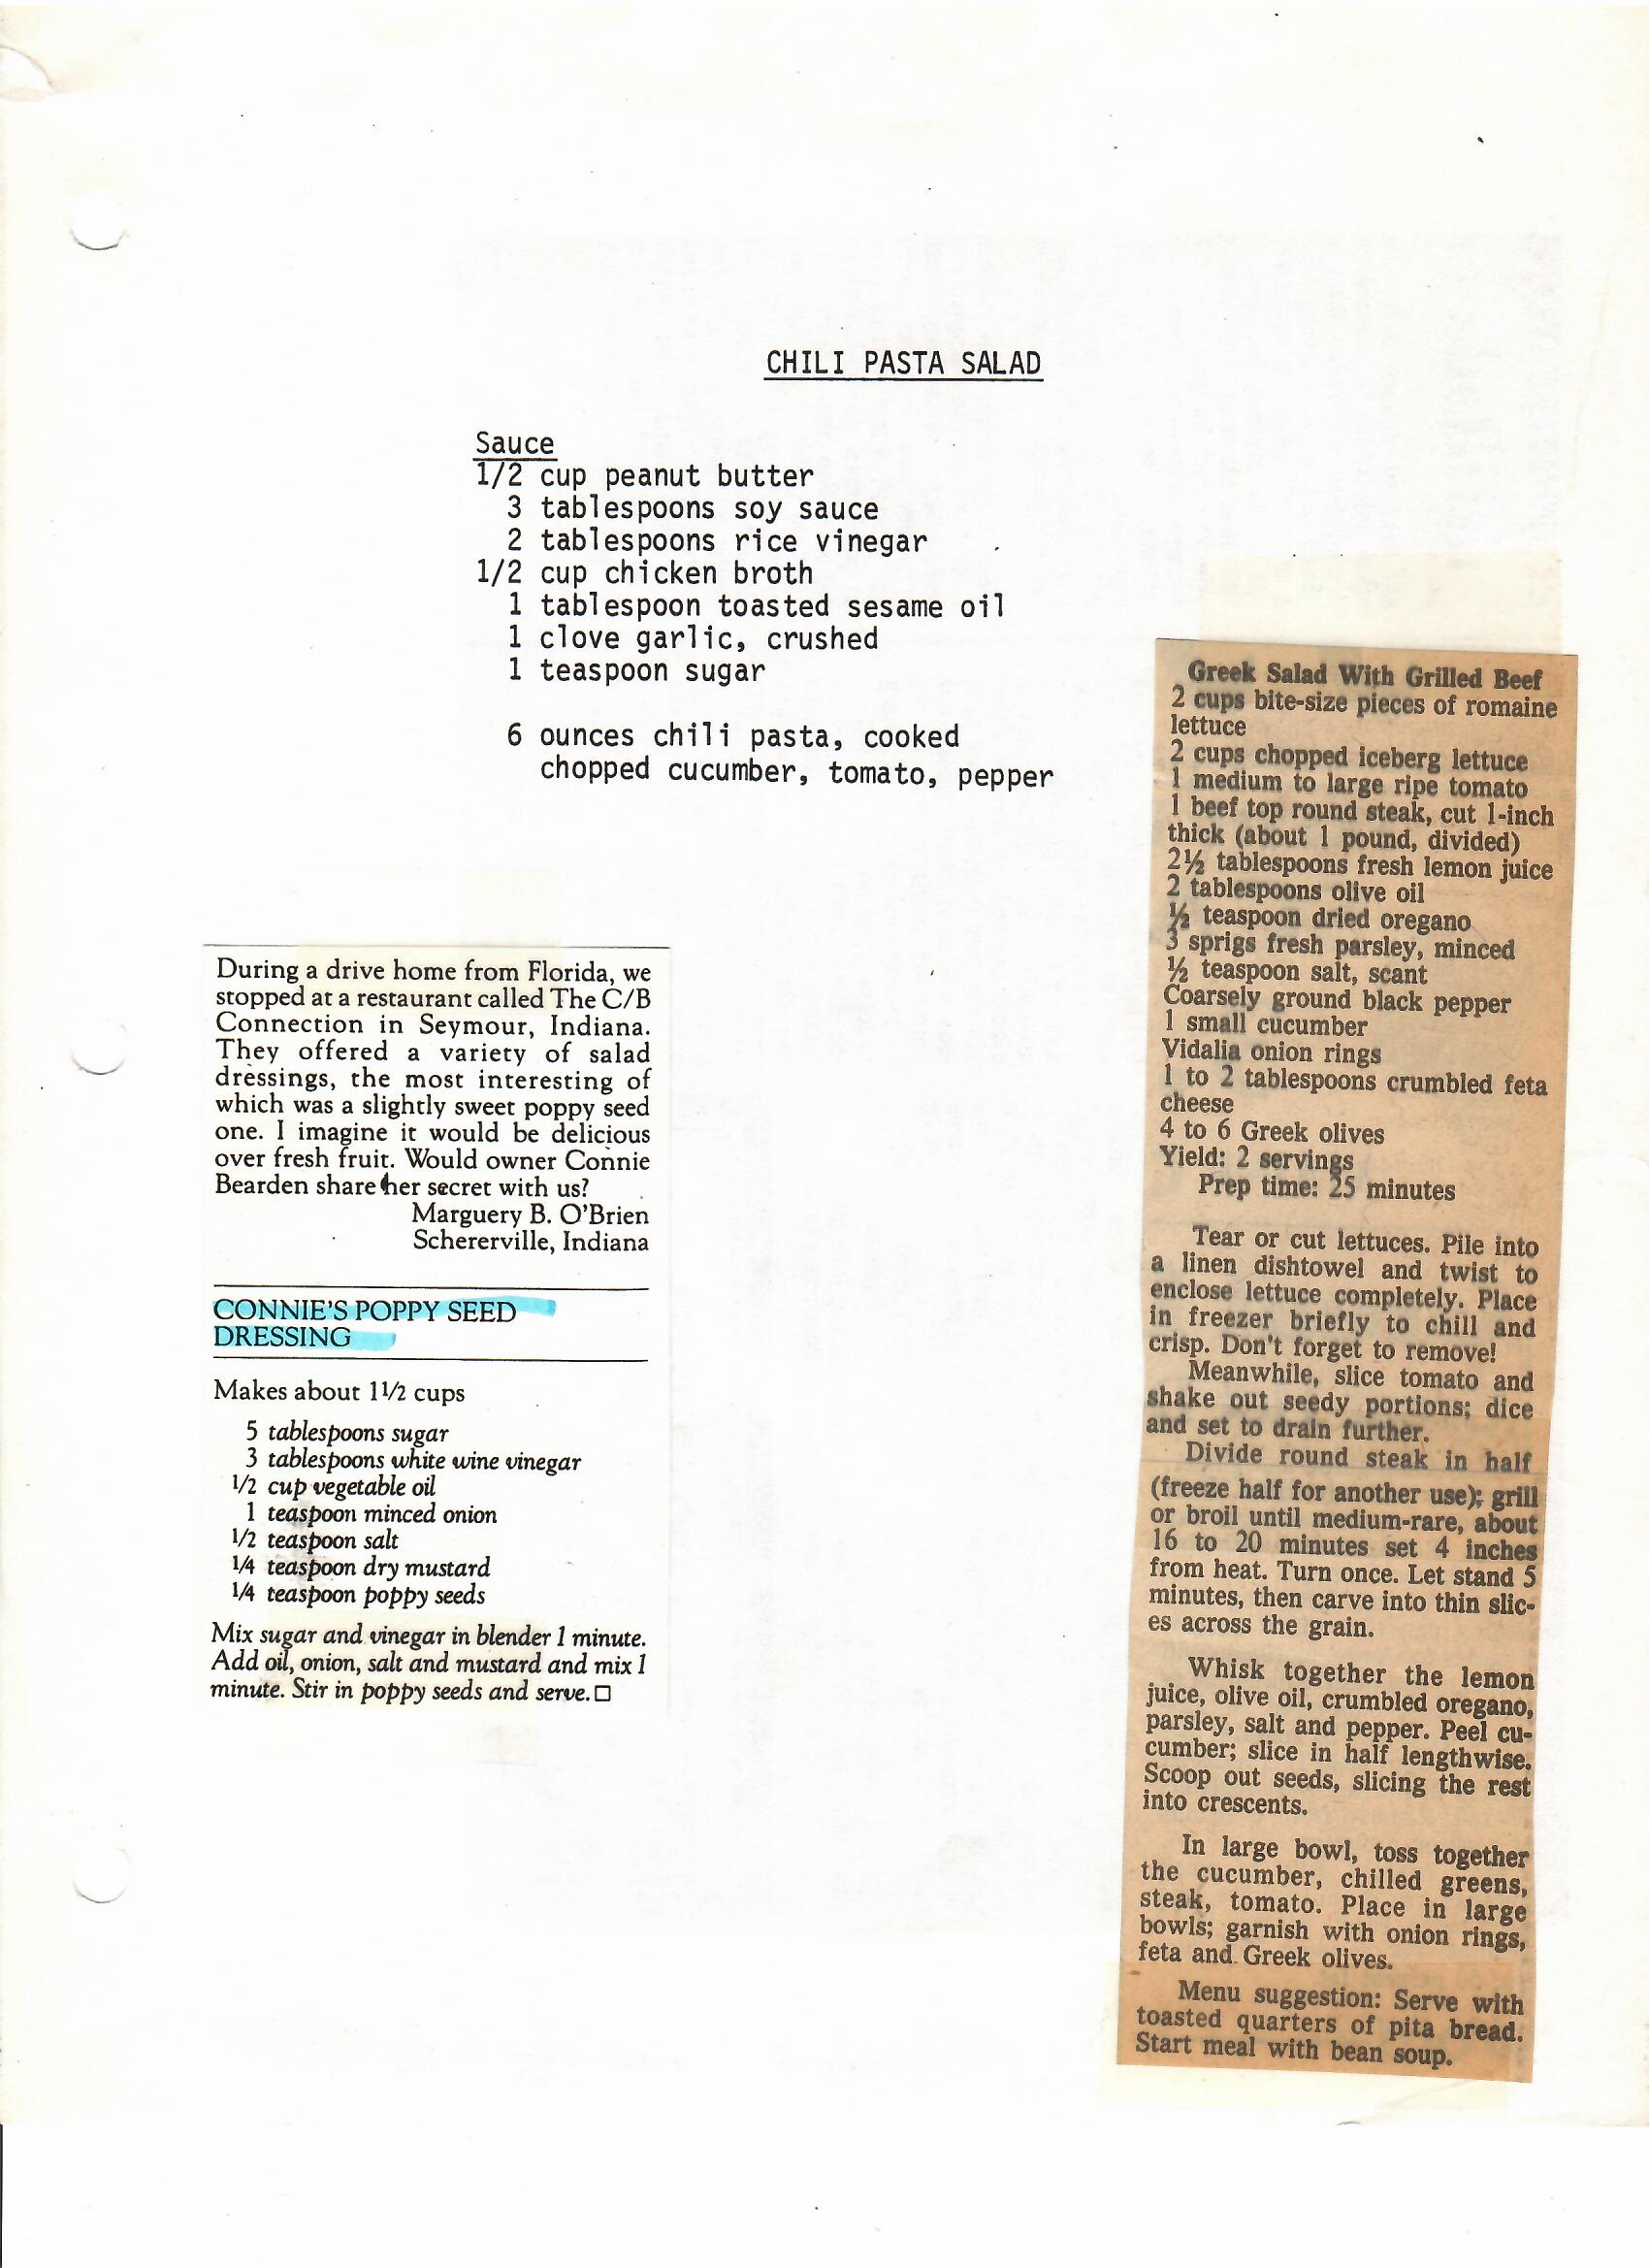 CHILI PASTA SALAD
Sauce
1/2 cup peanut butter
3 tablespoons soy sauce
2 tablespoons rice vinegar
1/2 cup chicken broth
1 tablespoon toasted sesame oil
1 clove garlic, crushed
1 teaspoon sugar
6 ounces chili pasta, cooked
chopped cucumber, tomato, pepper
During a drive home from Florida, we
stopped at a restaurant called The C/B
Connection in Seymour, Indiana.
They offered a variety of salad
dressings, the most interesting of
which was a slightly sweet poppy seed
one. I imagine it would be delicious
over fresh fruit. Would owner Connie
Bearden share her secret with us?
Marguery B. O'Brien
Schererville, Indiana
CONNIE'S POPPY SEED
DRESSING
Makes about 1 1/2 cups
5 tablespoons sugar
3 tablespoons white wine vinegar
1/2 cup vegetable oil
1 teaspoon minced onion
1/2 teaspoon salt
1/4 teaspoon dry mustard
1/4 teaspoon poppy seeds
Mix sugar and vinegar in blender 1 minute.
Add oil, onion, salt and mustard and mix 1
minute. Stir in poppy seeds and serve. □
Greek Salad With Grilled Beef
2 cups bite-size pieces of romaine
lettuce
2 cups chopped iceberg lettuce
1 medium to large ripe tomato
1 beef top round steak, cut 1-inch
thick (about 1 pound, divided)
2½ tablespoons fresh lemon juice
2 tablespoons olive oil
½ teaspoon dried oregano
3 sprigs fresh parsley, minced
½ teaspoon salt, scant
Coarsely ground black pepper
1 small cucumber
Vidalia onion rings
1 to 2 tablespoons crumbled feta
cheese
4 to 6 Greek olives
Yield: 2 servings
Prep time: 25 minutes
Tear or cut lettuces. Pile into
a linen dishtowel and twist to
enclose lettuce completely. Place
in freezer briefly to chill and
crisp. Don't forget to remove!
Meanwhile, slice tomato and
shake out seedy portions; dice
and set to drain further.
Divide round steak in half
(freeze half for another use); grill
or broil until medium-rare, about
16 to 20 minutes set 4 inches
from heat. Turn once. Let stand 5
minutes, then carve into thin slic-
es across the grain.
Whisk together the lemon
juice, olive oil, crumbled oregano,
parsley, salt and pepper. Peel cu-
cumber; slice in half lengthwise.
Scoop out seeds, slicing the rest
into crescents.
In large bowl, toss together
the cucumber, chilled greens,
steak, tomato. Place in large
bowls; garnish with onion rings,
feta and Greek olives.
Menu suggestion: Serve with
toasted quarters of pita bread.
Start meal with bean soup.